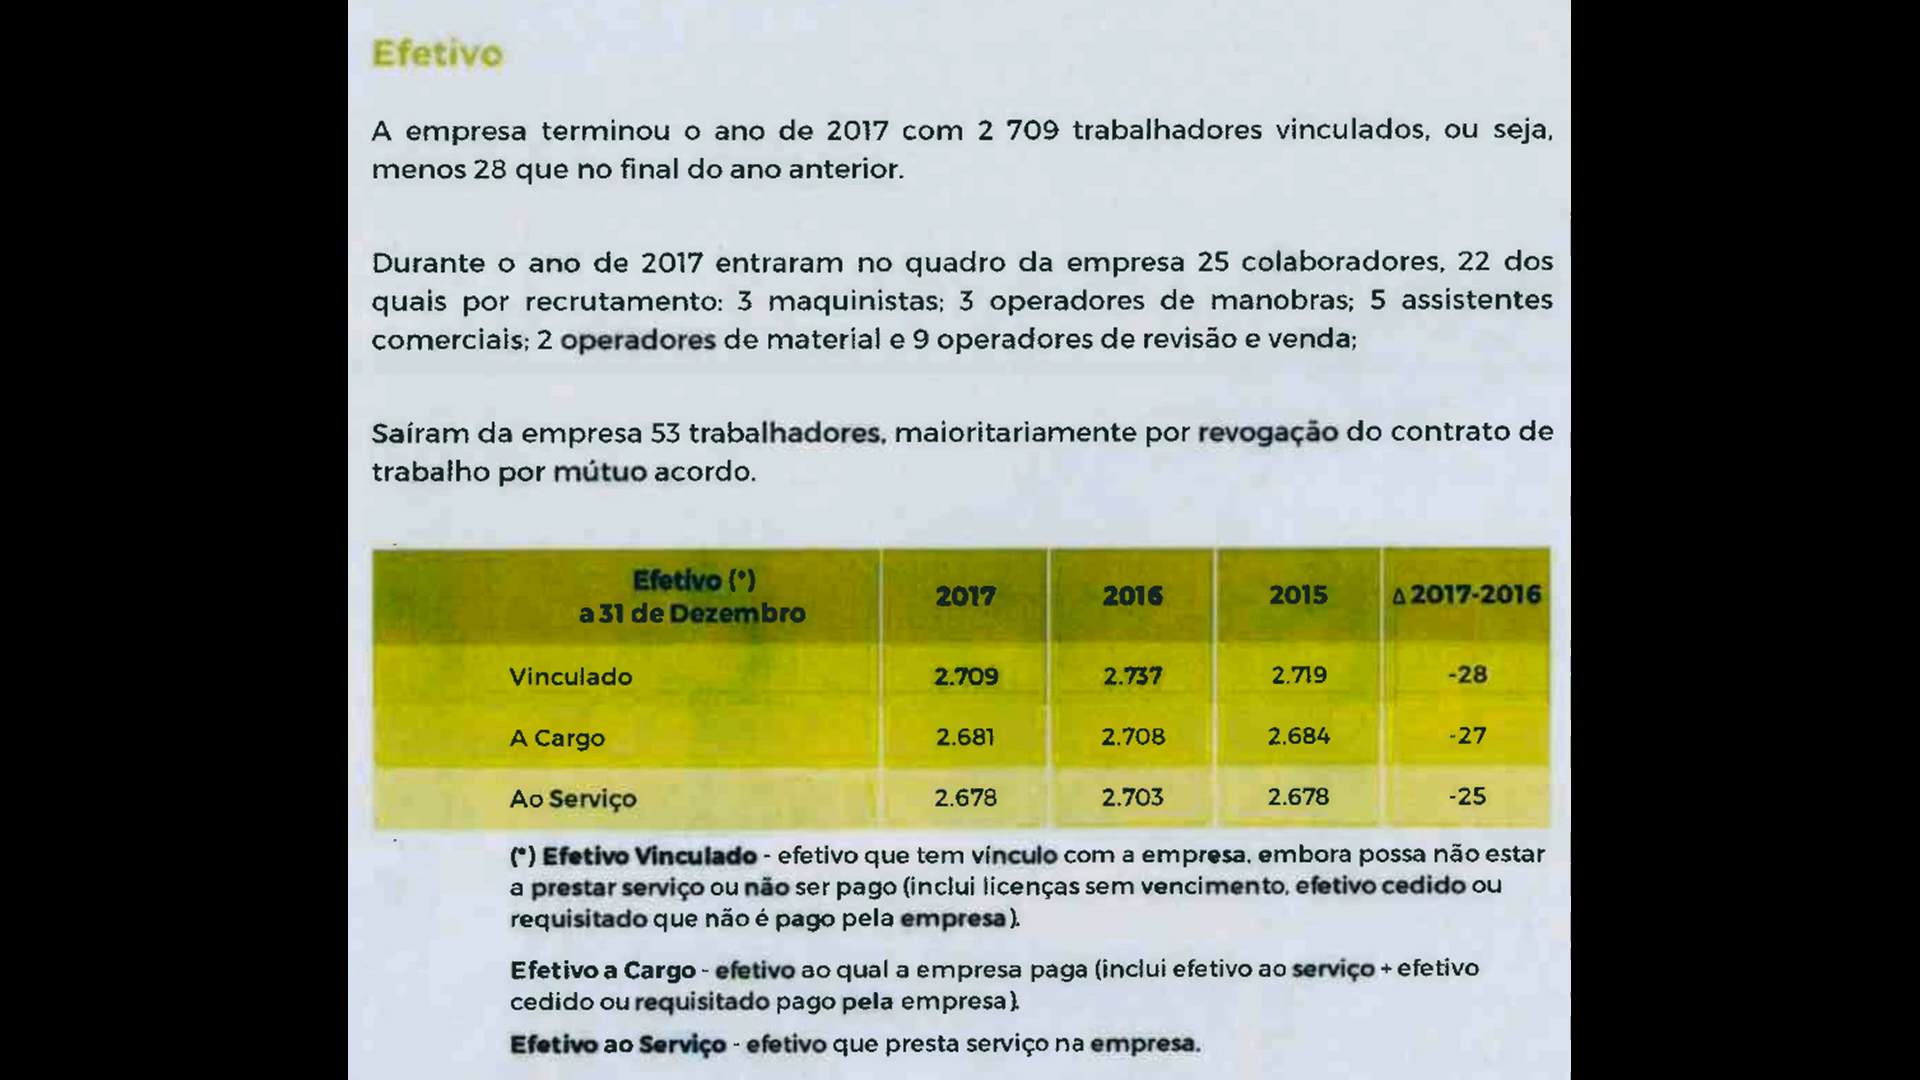 Efetivo
A empresa terminou o ano de 2017 com 2 709 trabalhadores vinculados, ou seja,
menos 28 que no final do ano anterior.
Durante o ano de 2017 entraram no quadro da empresa 25 colaboradores, 22 dos
quais por recrutamento: 3 maquinistas; 3 operadores de manobras; 5 assistentes
comerciais; 2 operadores de material e 9 operadores de revisão e venda;
Saíram da empresa 53 trabalhadores, maioritariamente por revogação do contrato de
trabalho por mútuo acordo.
Efetivo (*)
a 31 de Dezembro
2017 2016 2015 Δ 2017-2016
Vinculado 2.709 2.737 2.719 -28
A Cargo 2.681 2.708 2.684 -27
Ao Serviço 2.678 2.703 2.678 -25
(*) Efetivo Vinculado - efetivo que tem vínculo com a empresa, embora possa não estar
a prestar serviço ou não ser pago (inclui licenças sem vencimento, efetivo cedido ou
requisitado que não é pago pela empresa).
Efetivo a Cargo - efetivo ao qual a empresa paga (inclui efetivo ao serviço + efetivo
cedido ou requisitado pago pela empresa).
Efetivo ao Serviço - efetivo que presta serviço na empresa.